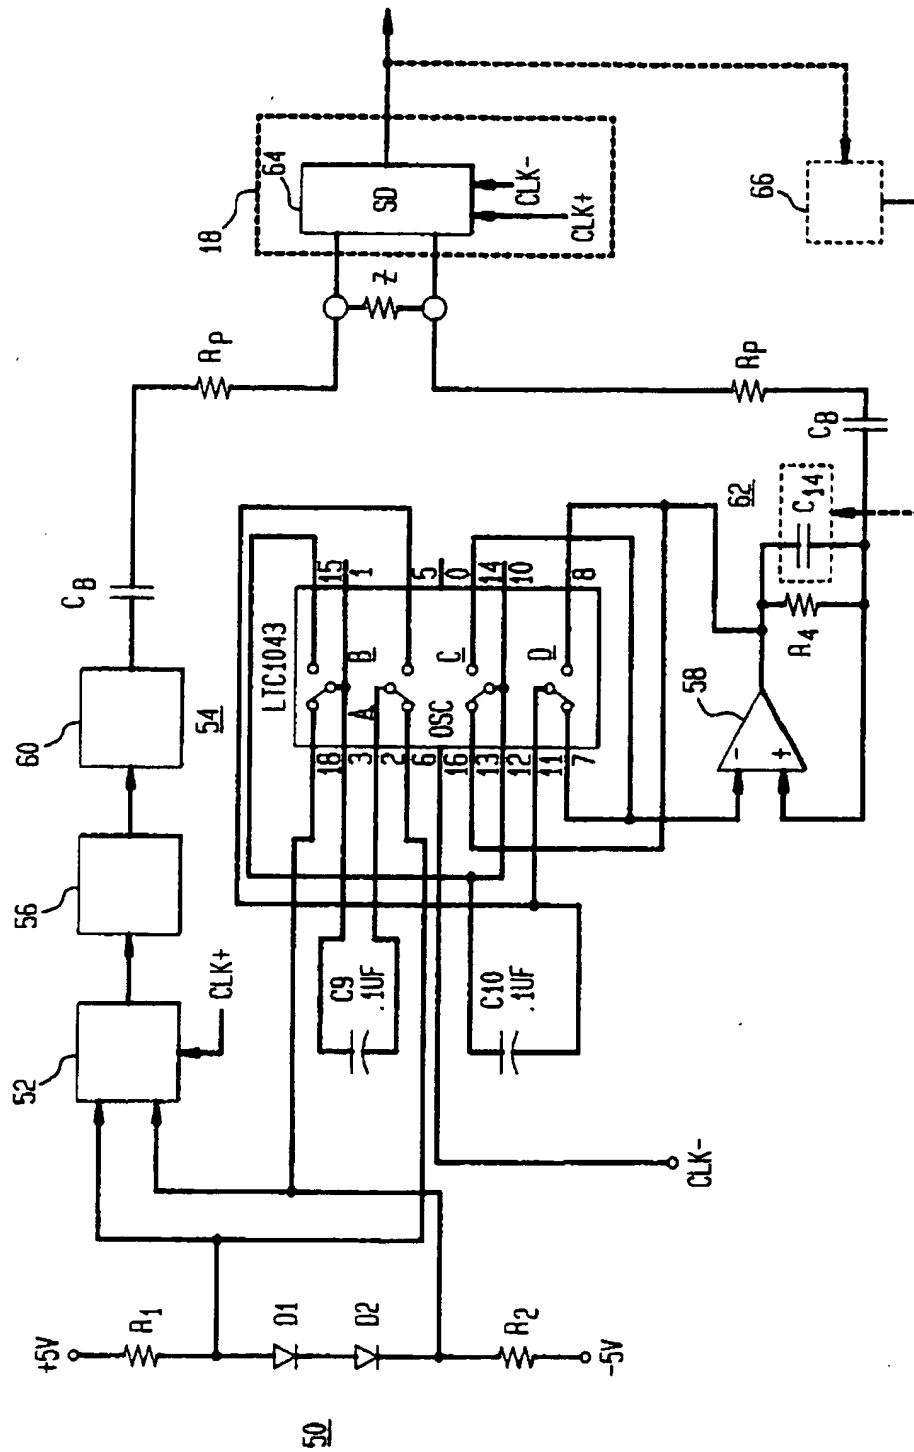 50
+5V
R1
D1
D2
R2
-5V
52
CLK+
56
60
54
CB
RP
18
64
SD
CLK-
CLK+
Z
66
C9
.1UF
C10
.1UF
CLK-
LTC1043
B
A
OSC
C
D
18
3
2
6
16
13
12
11
7
15
1
5
0
14
10
8
58
-
+
R4
C14
62
CB
RP